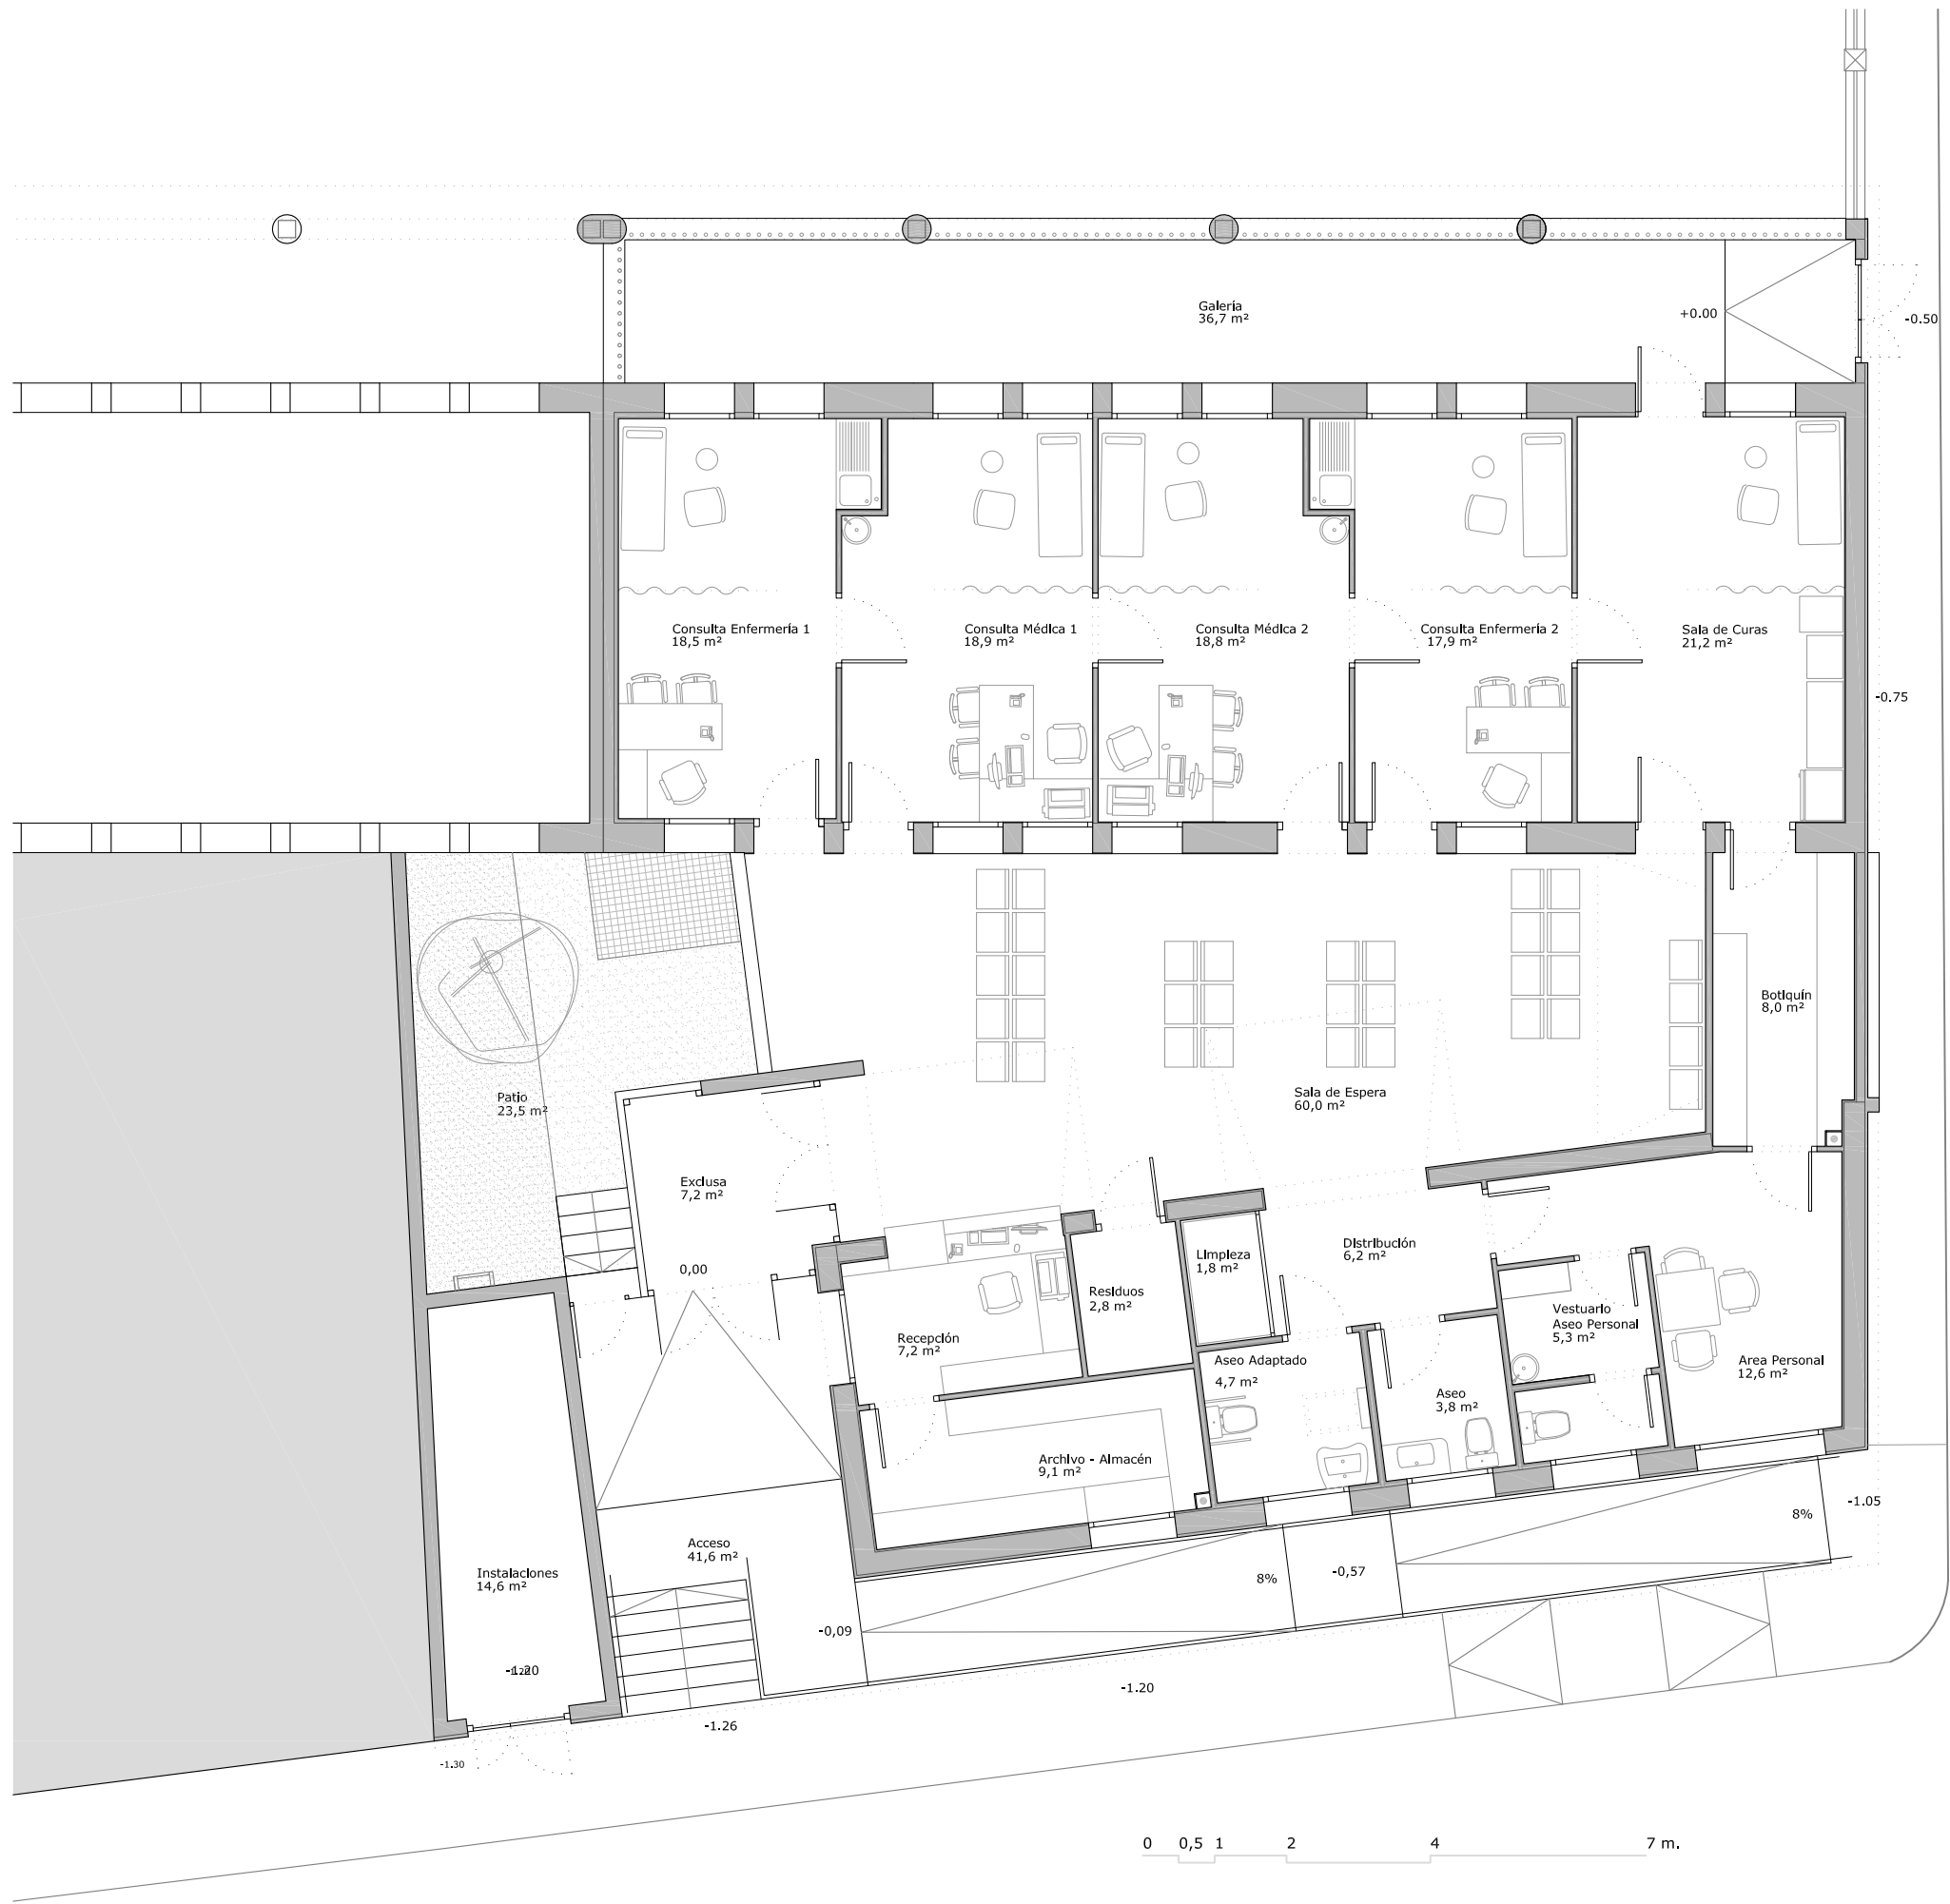 Galería
36,7 m²
+0.00
-0.50
Consulta Enfermería 1
18,5 m²
Consulta Médica 1
18,9 m²
Consulta Médica 2
18,8 m²
Consulta Enfermería 2
17,9 m²
Sala de Curas
21,2 m²
-0.75
Botiquín
8,0 m²
Patio
23,5 m²
Sala de Espera
60,0 m²
Exclusa
7,2 m²
0,00
Limpieza
1,8 m²
Distribución
6,2 m²
Residuos
2,8 m²
Vestuario
Aseo Personal
5,3 m²
Recepción
7,2 m²
Aseo Adaptado
4,7 m²
Area Personal
12,6 m²
Aseo
3,8 m²
Archivo - Almacén
9,1 m²
-1.05
8%
Acceso
41,6 m²
Instalaciones
14,6 m²
8%
-0,57
-0,09
-1.20
-1.20
-1.26
-1.30
0 0,5 1 2 4 7 m.